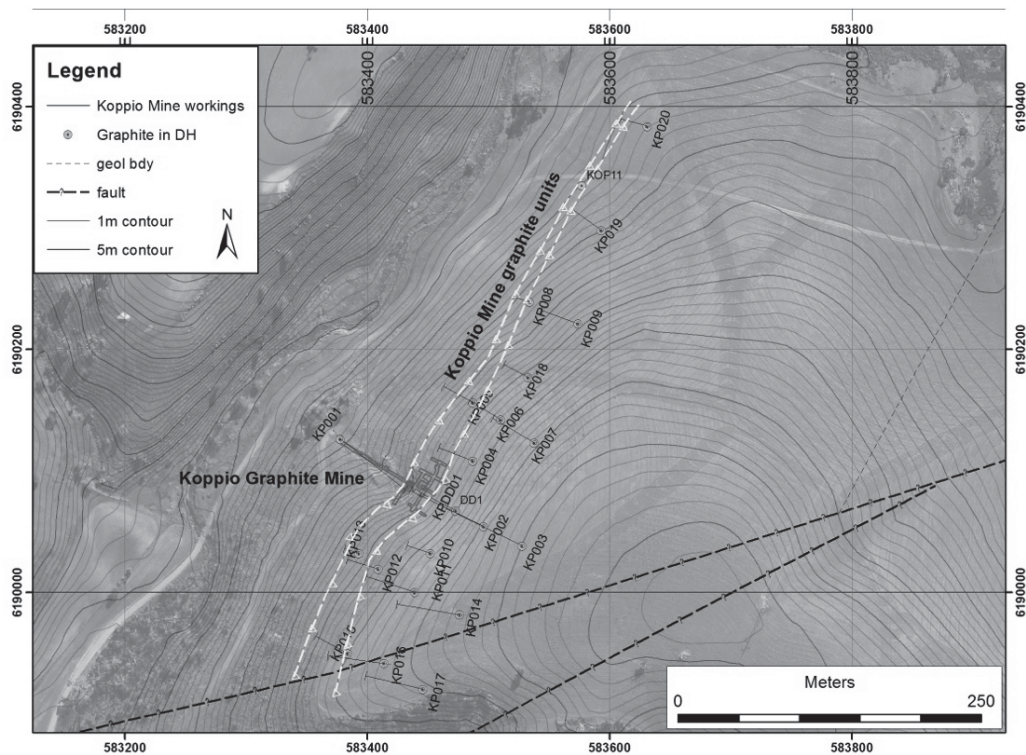 583200
583400
583600
583800
583400
583600
583800
Legend
Koppio Mine workings
Graphite in DH
geol bdy
fault
1m contour
5m contour
N
6190400
6190400
KP020
KOP11
KP019
Koppio Mine graphite units
KP008
KP009
6190200
6190200
KP018
KP006
KP007
KP001
KP004
Koppio Graphite Mine
KPDD01
DD1
KP002
KP003
KP013
KP010
KP012
KP011
6190000
6190000
KP014
KP016
KP017
Meters
0
250
583200
583400
583600
583800